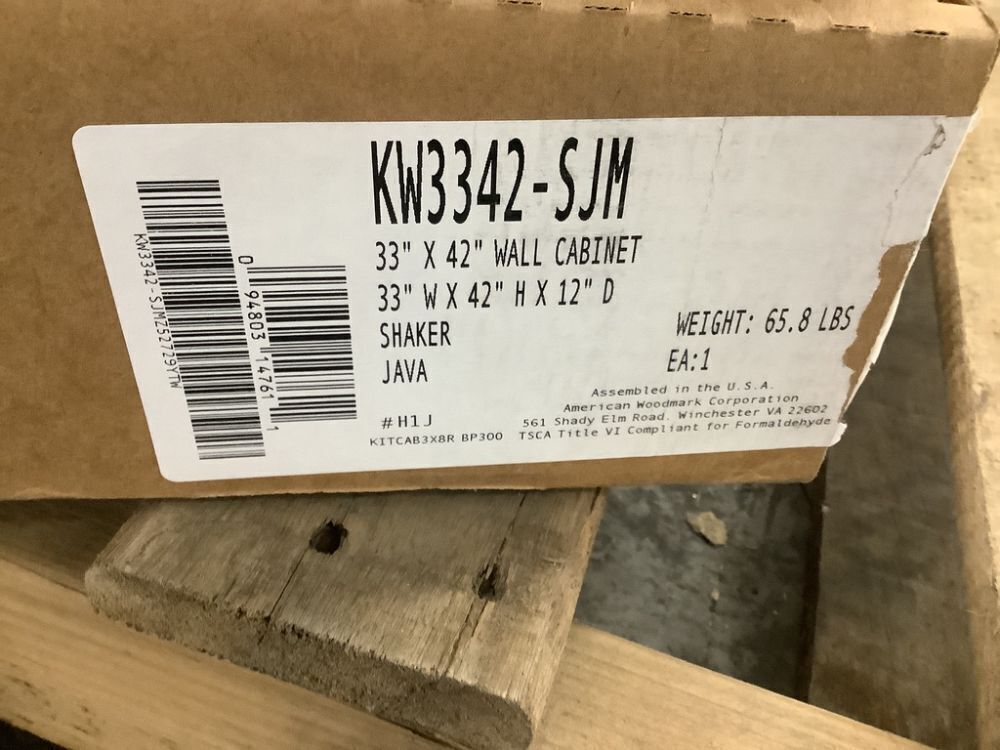 KW3342-SJM
33" X 42" WALL CABINET
33" W X 42" H X 12" D
SHAKER
JAVA
WEIGHT: 65.8 LBS
EA:1
#H1J
KITCAB3X8R BP300
Assembled in the U.S.A.
American Woodmark Corporation
561 Shady Elm Road. Winchester VA 22602
TSCA Title VI Compliant for Formaldehyde
KW3342-SJMZ52729YTW
0 94803 14761 1